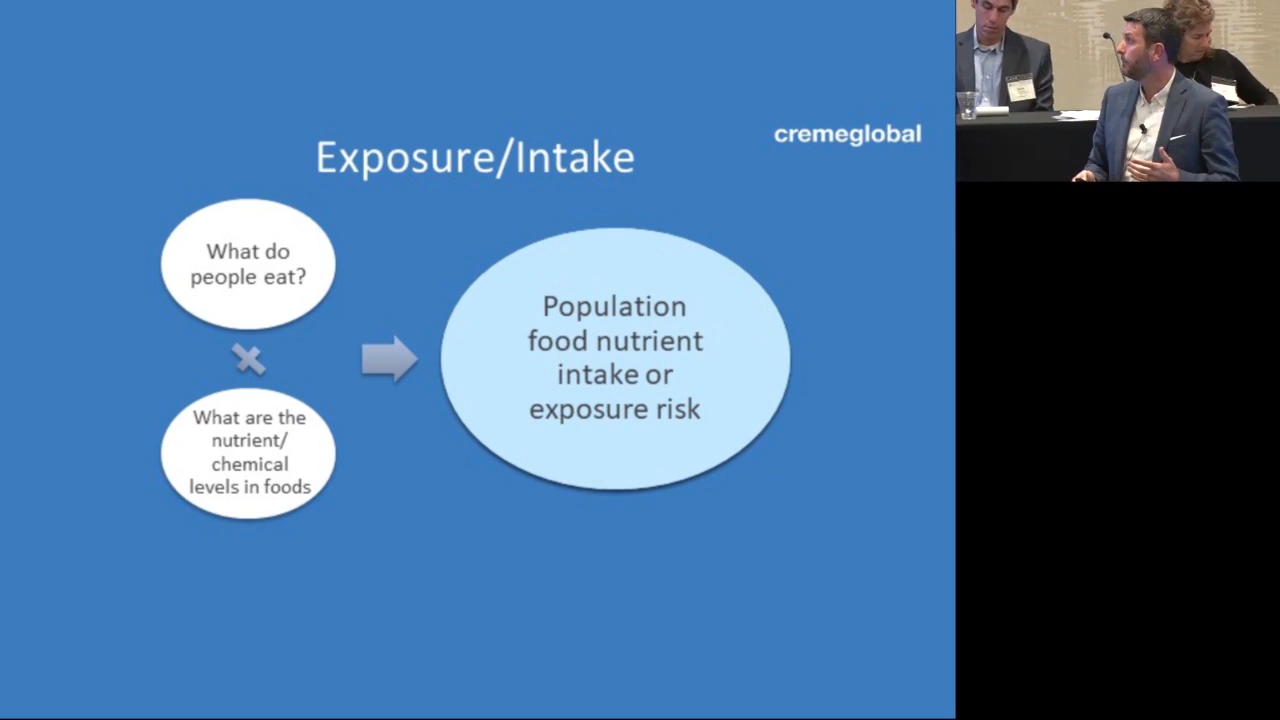 cremeglobal
Exposure/Intake
What do
people eat?
What are the
nutrient/
chemical
levels in foods
Population
food nutrient
intake or
exposure risk